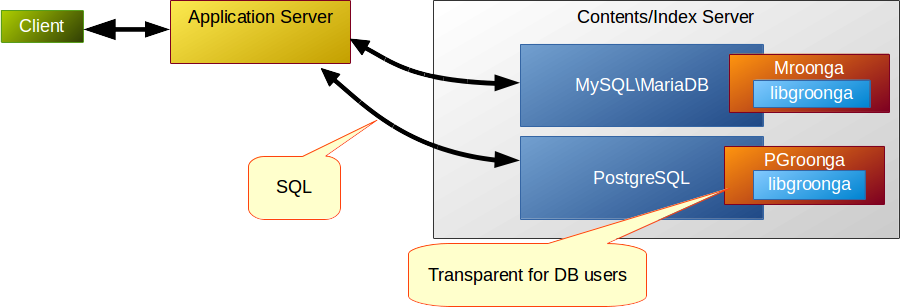 Client
Application Server
Contents/Index Server
MySQL\MariaDB
Mroonga
libgroonga
PostgreSQL
PGroonga
libgroonga
SQL
Transparent for DB users